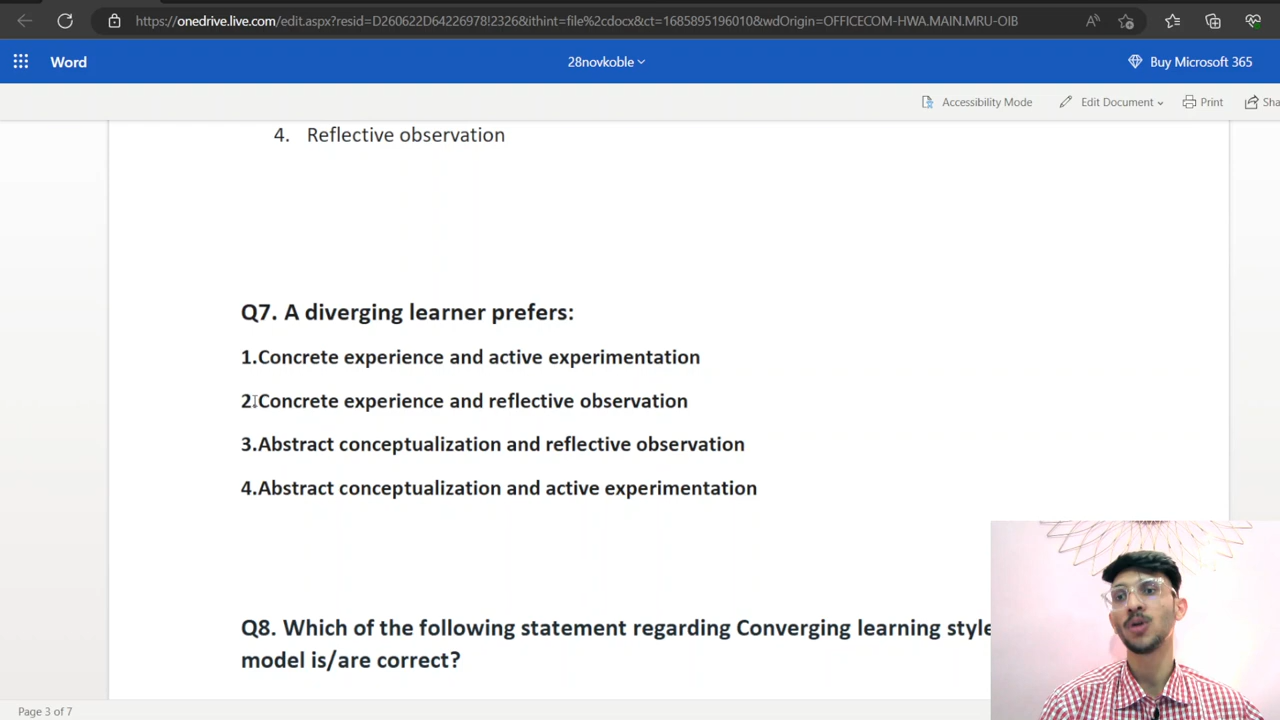 https://onedrive.live.com/edit.aspx?resid=D260622D64226978!2326&ithint=file%2cdocx&ct=1685895196010&wdOrigin=OFFICECOM-HWA.MAIN.MRU-OIB
Word
28novkoble
Buy Microsoft 365
Accessibility Mode
Edit Document
Print
Sha
4. Reflective observation
Q7. A diverging learner prefers:
1.Concrete experience and active experimentation
2.Concrete experience and reflective observation
3.Abstract conceptualization and reflective observation
4.Abstract conceptualization and active experimentation
Q8. Which of the following statement regarding Converging learning style
model is/are correct?
Page 3 of 7